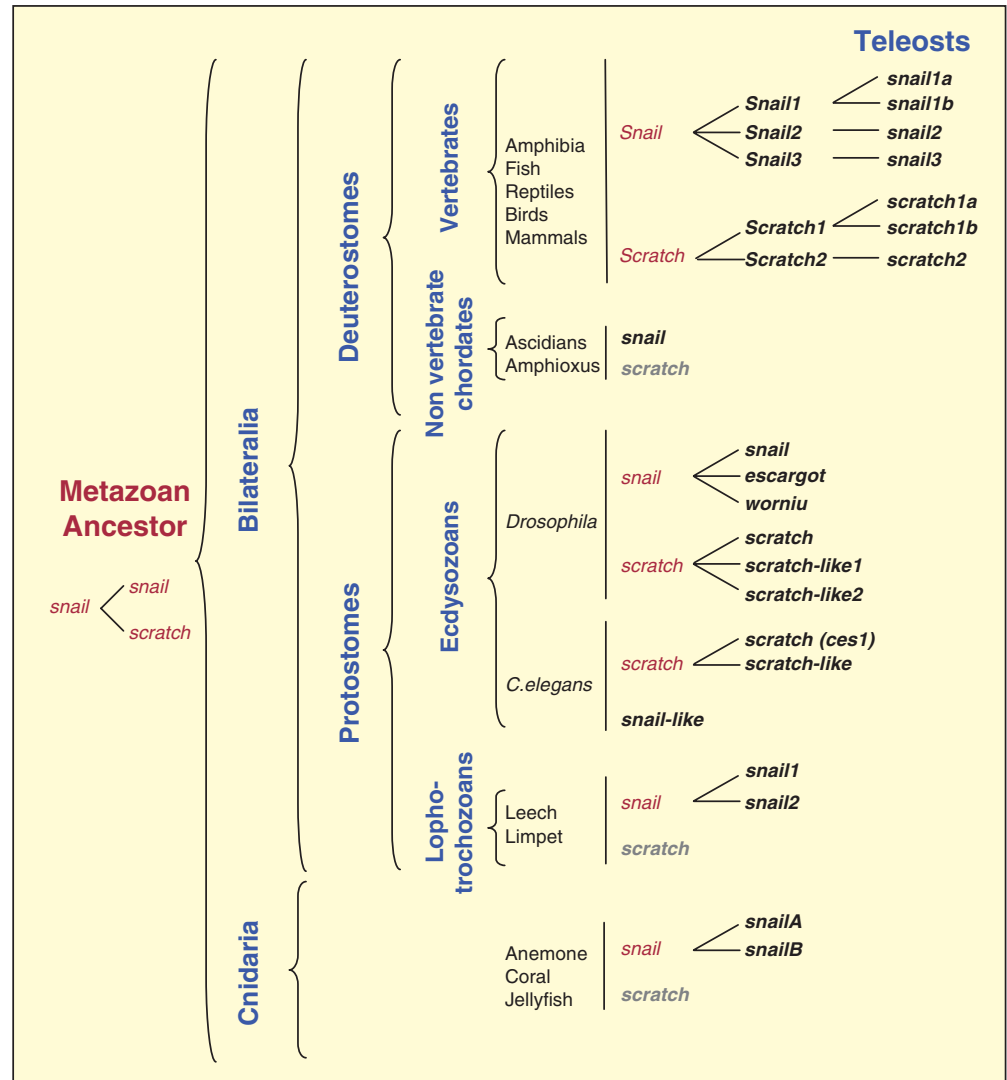 Teleosts
Metazoan
Ancestor
snail
snail
scratch
Bilateralia
Cnidaria
Deuterostomes
Protostomes
Vertebrates
Non vertebrate
chordates
Ecdysozoans
Lopho-
trochozoans
Amphibia
Fish
Reptiles
Birds
Mammals
Snail
Snail1
Snail2
Snail3
snail1a
snail1b
snail2
snail3
Scratch
Scratch1
Scratch2
scratch1a
scratch1b
scratch2
Ascidians
Amphioxus
snail
scratch
Drosophila
snail
snail
escargot
worniu
scratch
scratch
scratch-like1
scratch-like2
C.elegans
scratch
scratch (ces1)
scratch-like
snail-like
Leech
Limpet
snail
snail1
snail2
scratch
Anemone
Coral
Jellyfish
snail
snailA
snailB
scratch